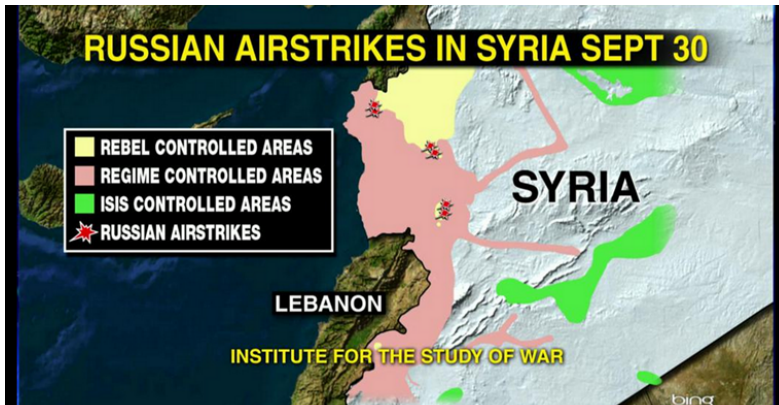 RUSSIAN AIRSTRIKES IN SYRIA SEPT 30
REBEL CONTROLLED AREAS
REGIME CONTROLLED AREAS
ISIS CONTROLLED AREAS
RUSSIAN AIRSTRIKES
SYRIA
LEBANON
INSTITUTE FOR THE STUDY OF WAR
bing